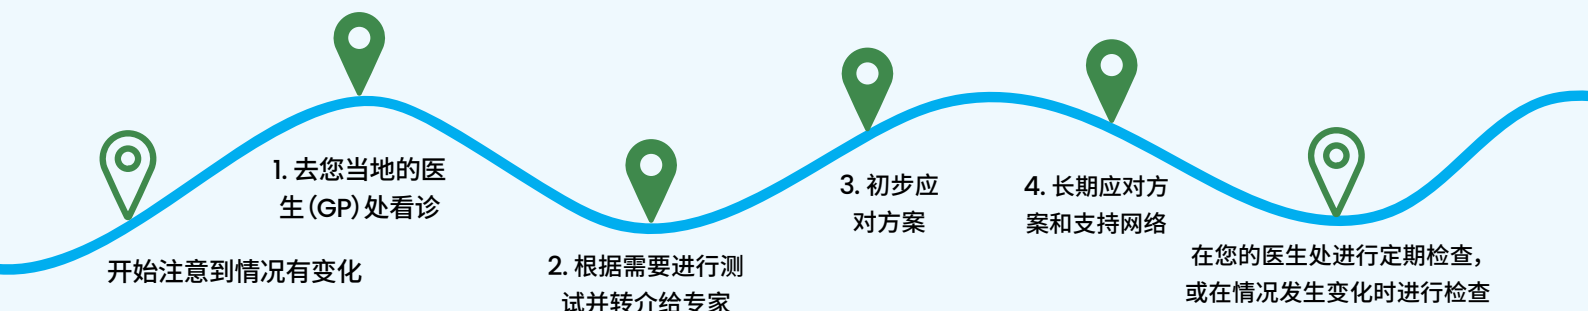 开始注意到情况有变化
1. 去您当地的医
生（GP）处看诊
2. 根据需要进行测
试并转介给专家
3. 初步应
对方案
4. 长期应对方
案和支持网络
在您的医生处进行定期检查，
或在情况发生变化时进行检查